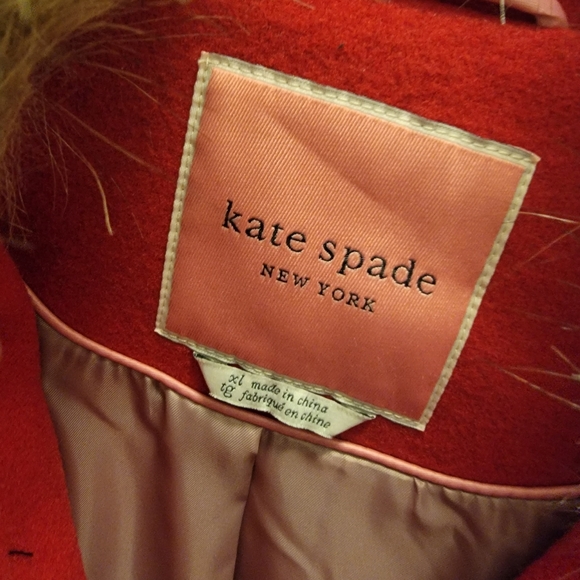 kate spade
NEW YORK
xl made in china
tg fabriqué en chine